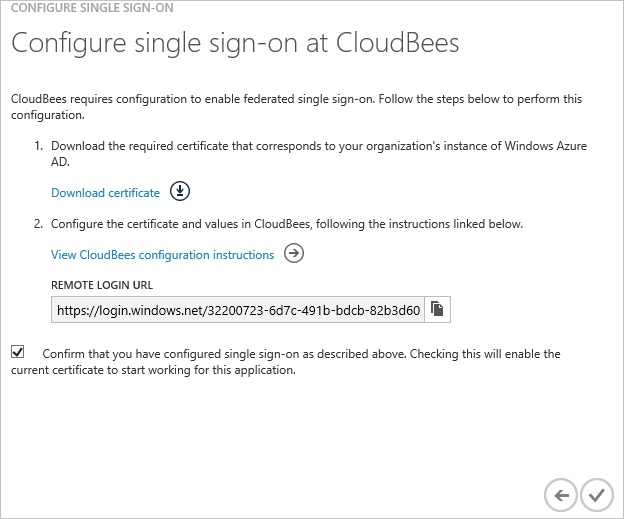 CONFIGURE SINGLE SIGN-ON
Configure single sign-on at CloudBees
CloudBees requires configuration to enable federated single sign-on. Follow the steps below to perform this
configuration.
1. Download the required certificate that corresponds to your organization's instance of Windows Azure
AD.
Download certificate
2. Configure the certificate and values in CloudBees, following the instructions linked below.
View CloudBees configuration instructions
REMOTE LOGIN URL
https://login.windows.net/32200723-6d7c-491b-bdcb-82b3d60
Confirm that you have configured single sign-on as described above. Checking this will enable the
current certificate to start working for this application.